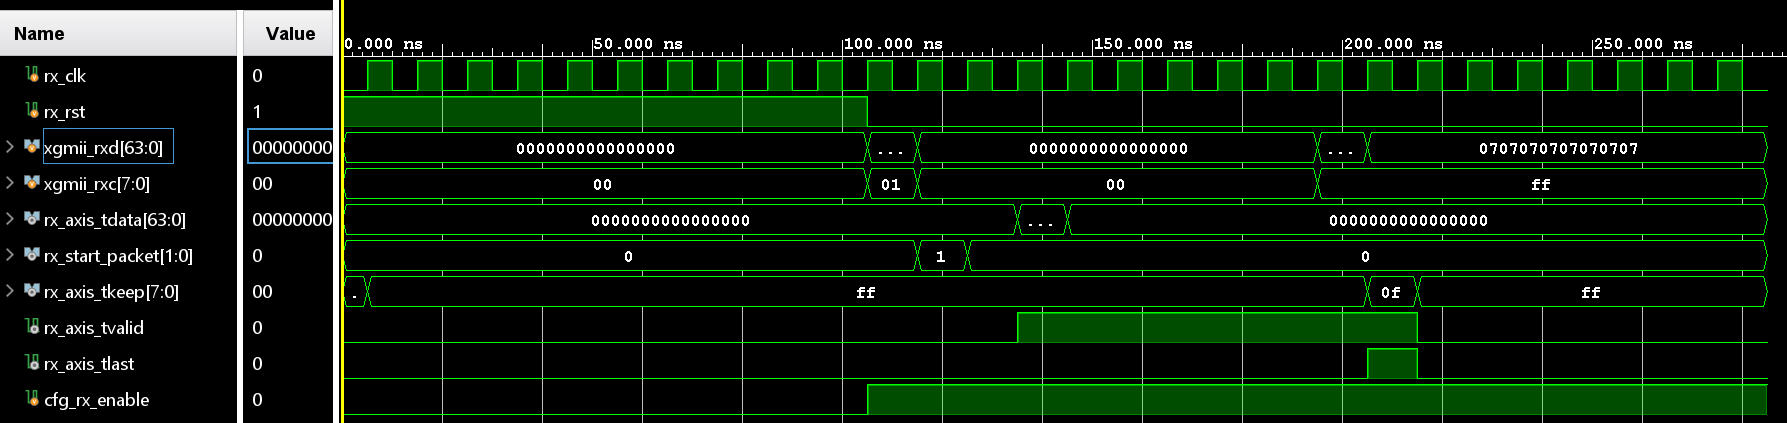 Name Value
0.000 ns 50.000 ns 100.000 ns 150.000 ns 200.000 ns 250.000 ns
rx_clk 0
rx_rst 1
xgmii_rxd[63:0] 00000000 0000000000000000 ... 0000000000000000 ... 0707070707070707
xgmii_rxc[7:0] 00 00 01 00 ff
rx_axis_tdata[63:0] 00000000 0000000000000000 ... 0000000000000000
rx_start_packet[1:0] 0 0 1 0
rx_axis_tkeep[7:0] 00 . ff 0f ff
rx_axis_tvalid 0
rx_axis_tlast 0
cfg_rx_enable 0